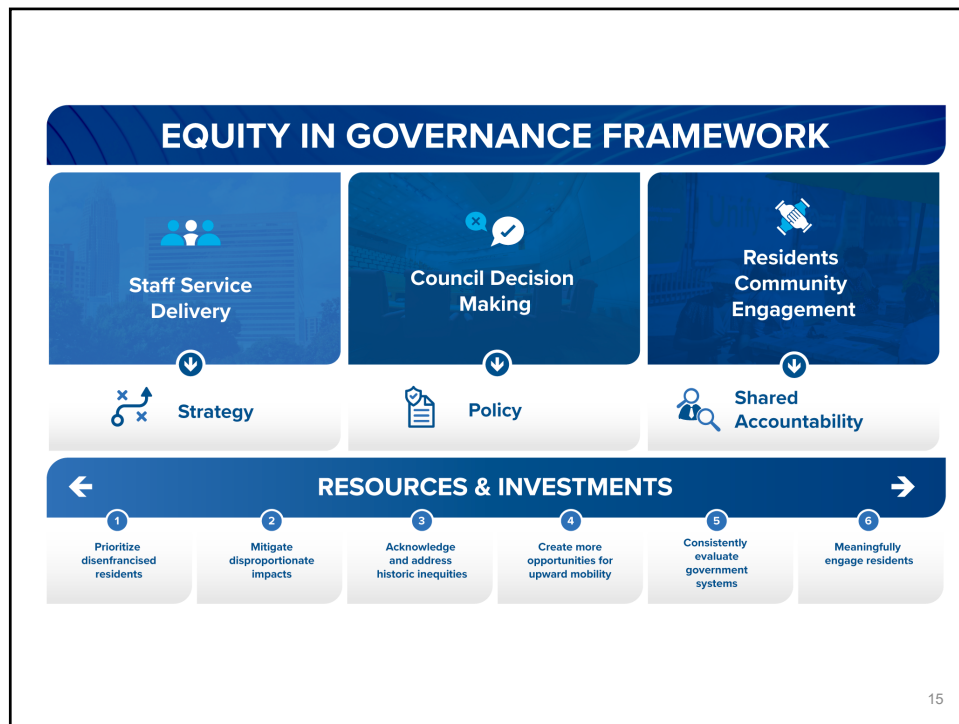 EQUITY IN GOVERNANCE FRAMEWORK
Staff Service
Delivery
Council Decision
Making
Residents
Community
Engagement
Strategy
Policy
Shared
Accountability
RESOURCES & INVESTMENTS
1
Prioritize
disenfrancised
residents
2
Mitigate
disproportionate
impacts
3
Acknowledge
and address
historic inequities
4
Create more
opportunities for
upward mobility
5
Consistently
evaluate
government
systems
6
Meaningfully
engage residents
15